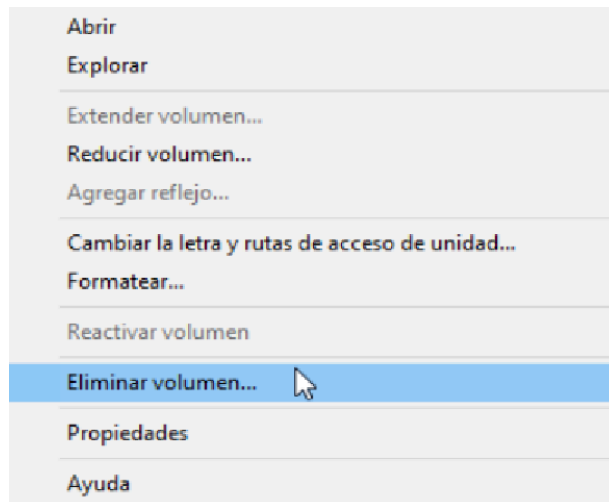 Abrir
Explorar
Extender volumen...
Reducir volumen...
Agregar reflejo...
Cambiar la letra y rutas de acceso de unidad...
Formatear...
Reactivar volumen
Eliminar volumen...
Propiedades
Ayuda